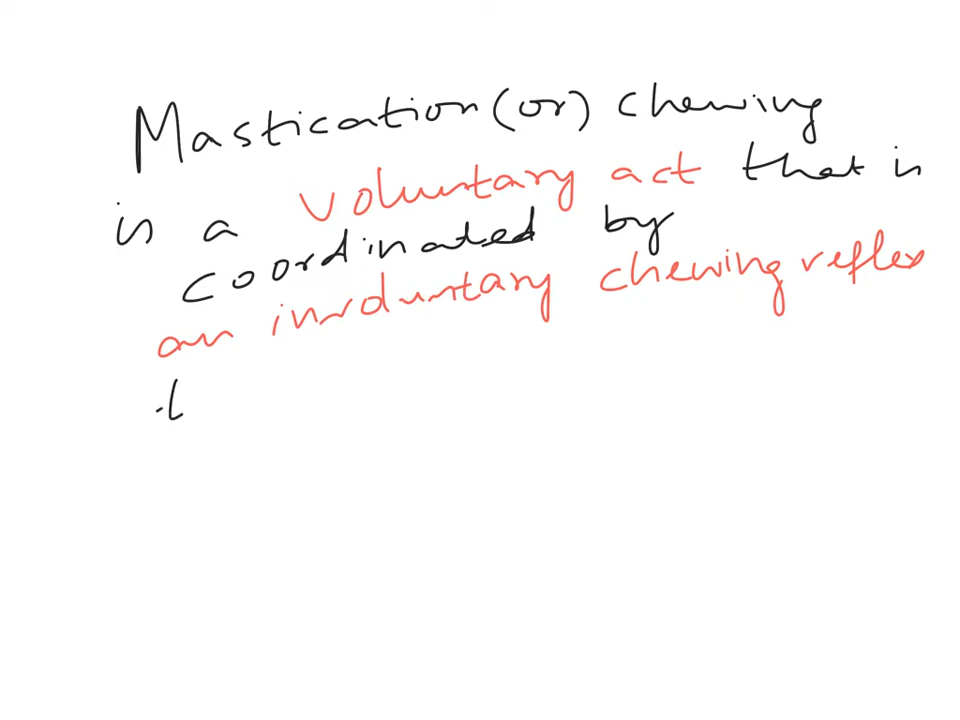 Mastication (or) chewing
is a voluntary act that is
coordinated by
an involuntary chewing reflex